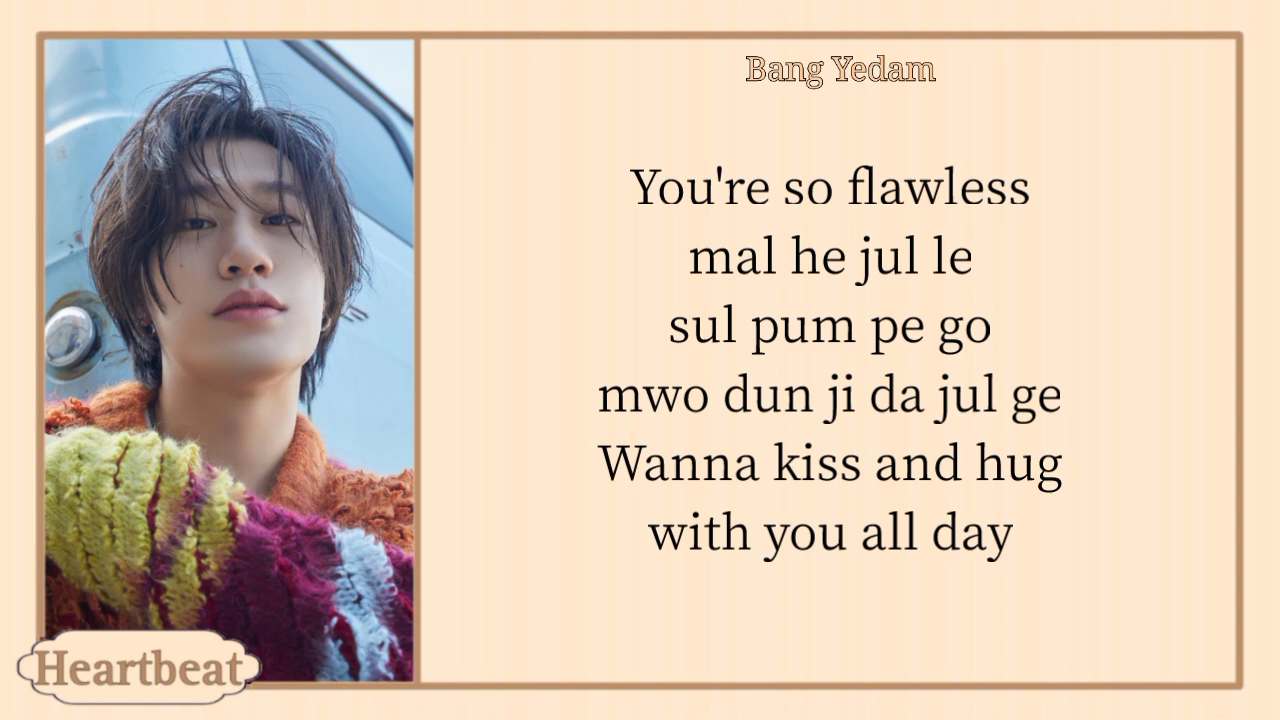 Bang Yedam
You're so flawless
mal he jul le
sul pum pe go
mwo dun ji da jul ge
Wanna kiss and hug
with you all day
Heartbeat